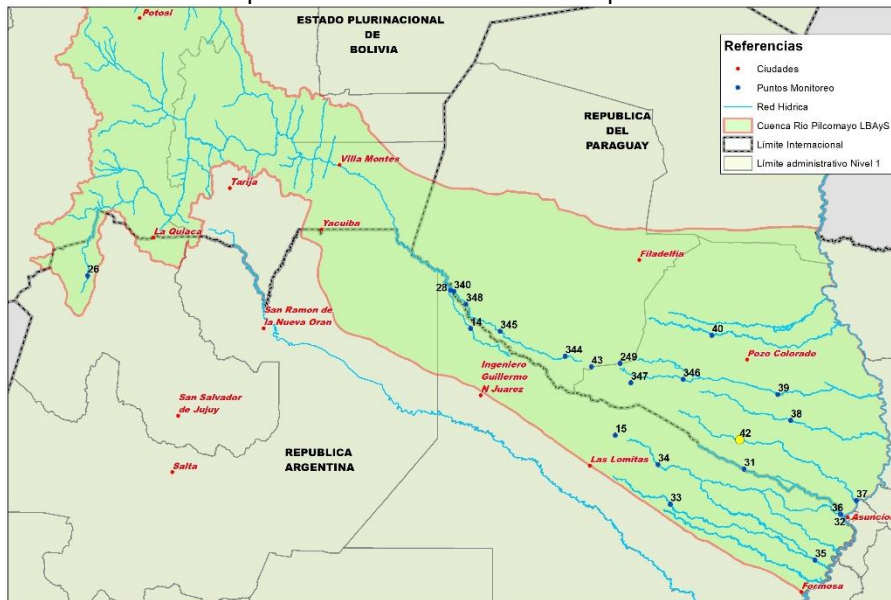 Potosi
ESTADO PLURINACIONAL
DE
BOLIVIA
Referencias
Ciudades
Puntos Monitoreo
Red Hidrica
Cuenca Rio Pilcomayo LBAyS
Límite Internacional
Límite administrativo Nivel 1
REPUBLICA
DEL
PARAGUAY
Villa Montes
Tarija
Yacuiba
La Quiaca
Filadelfia
26
28
340
348
14
345
San Ramon de
la Nueva Oran
40
344
43
249
Pozo Colorado
347
346
Ingeniero
Guillermo
N Juarez
39
San Salvador
de Jujuy
38
15
42
REPUBLICA
ARGENTINA
Salta
34
Las Lomitas
31
33
37
36
32
Asuncion
35
Formosa